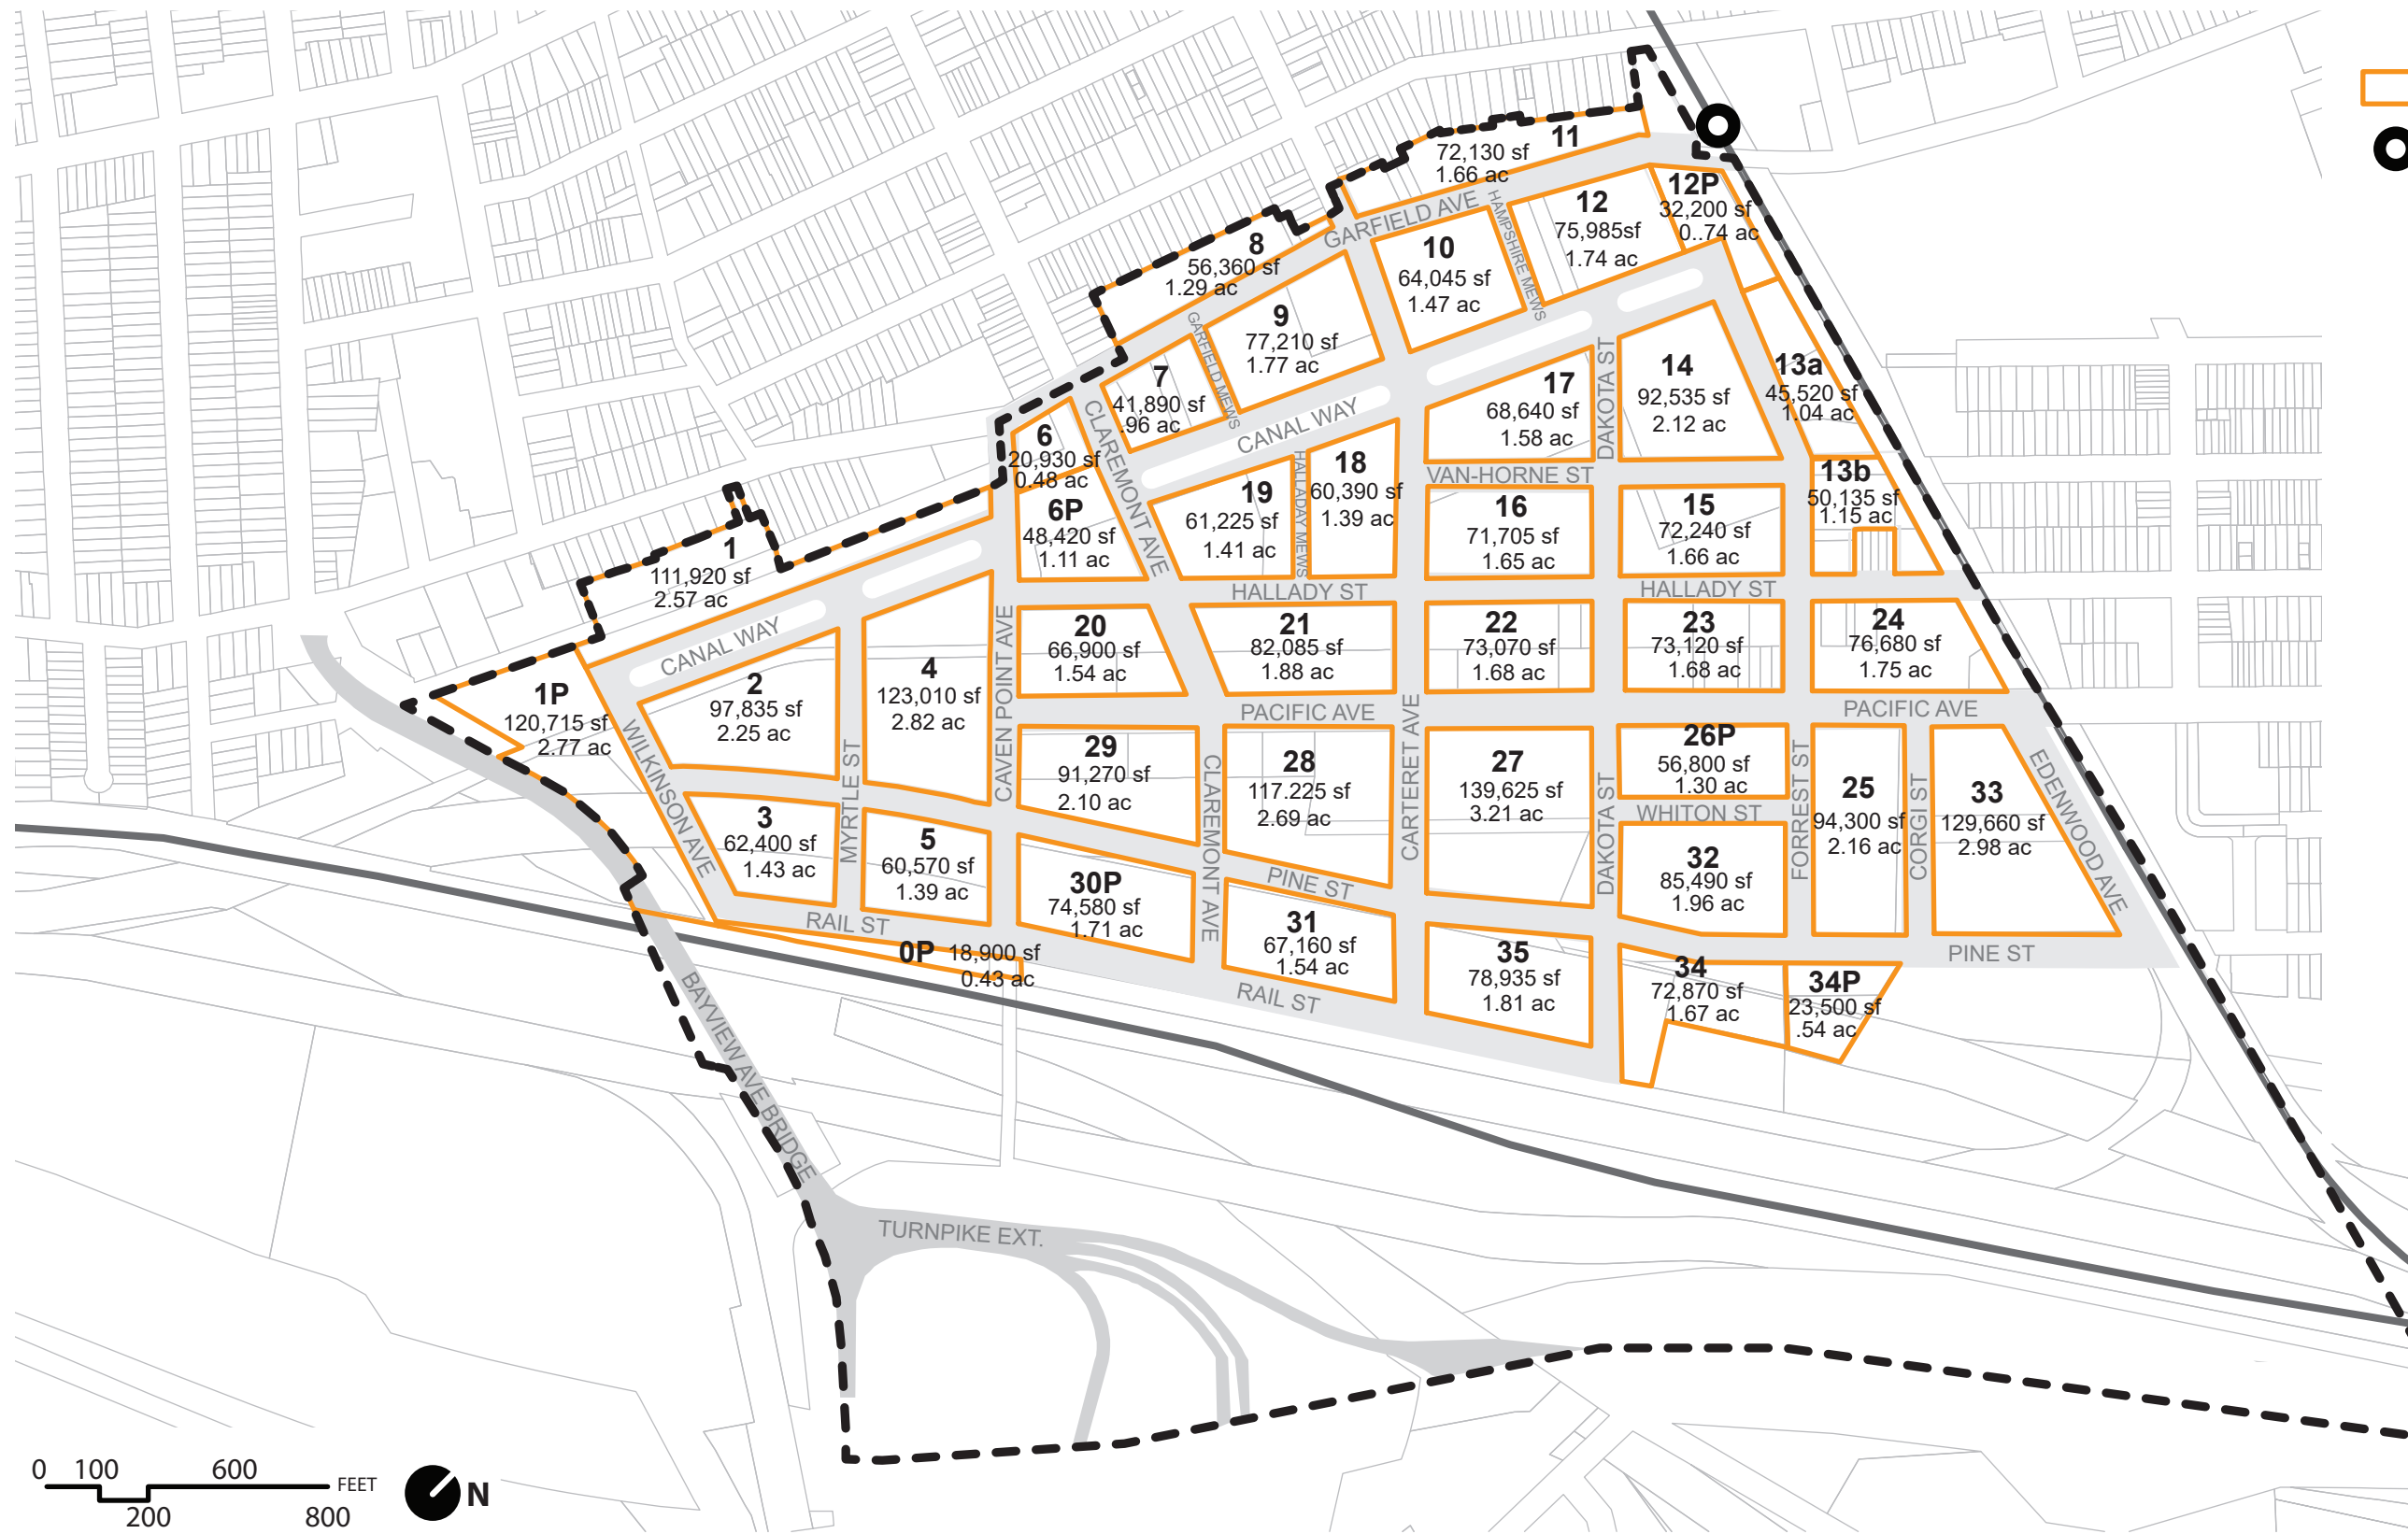 11
72,130 sf
1.66 ac
12P
32,200 sf
0..74 ac
12
75,985sf
1.74 ac
GARFIELD AVE
HAMPSHIRE MEWS
8
56,360 sf
1.29 ac
10
64,045 sf
1.47 ac
9
77,210 sf
1.77 ac
GARFIELD MEWS
7
41,890 sf
.96 ac
13a
45,520 sf
1.04 ac
14
92,535 sf
2.12 ac
DAKOTA ST
17
68,640 sf
1.58 ac
CANAL WAY
CLAREMONT AVE
6
20,930 sf
0.48 ac
6P
48,420 sf
1.11 ac
19
61,225 sf
1.41 ac
HALLADAY MEWS
18
60,390 sf
1.39 ac
VAN-HORNE ST
16
71,705 sf
1.65 ac
15
72,240 sf
1.66 ac
13b
50,135 sf
1.15 ac
1
111,920 sf
2.57 ac
HALLADY ST
HALLADY ST
CANAL WAY
20
66,900 sf
1.54 ac
21
82,085 sf
1.88 ac
22
73,070 sf
1.68 ac
23
73,120 sf
1.68 ac
24
76,680 sf
1.75 ac
1P
120,715 sf
2.77 ac
2
97,835 sf
2.25 ac
4
123,010 sf
2.82 ac
CAVEN POINT AVE
PACIFIC AVE
PACIFIC AVE
WILKINSON AVE
MYRTLE ST
29
91,270 sf
2.10 ac
CLAREMONT AVE
28
117.225 sf
2.69 ac
CARTERET AVE
27
139,625 sf
3.21 ac
DAKOTA ST
26P
56,800 sf
1.30 ac
WHITON ST
FORREST ST
25
94,300 sf
2.16 ac
CORGI ST
33
129,660 sf
2.98 ac
EDENWOOD AVE
3
62,400 sf
1.43 ac
5
60,570 sf
1.39 ac
30P
74,580 sf
1.71 ac
PINE ST
31
67,160 sf
1.54 ac
32
85,490 sf
1.96 ac
RAIL ST
0P 18,900 sf
0.43 ac
RAIL ST
35
78,935 sf
1.81 ac
34
72,870 sf
1.67 ac
34P
23,500 sf
.54 ac
PINE ST
BAYVIEW AVE BRIDGE
TURNPIKE EXT.
0 100 600
FEET
200 800
N